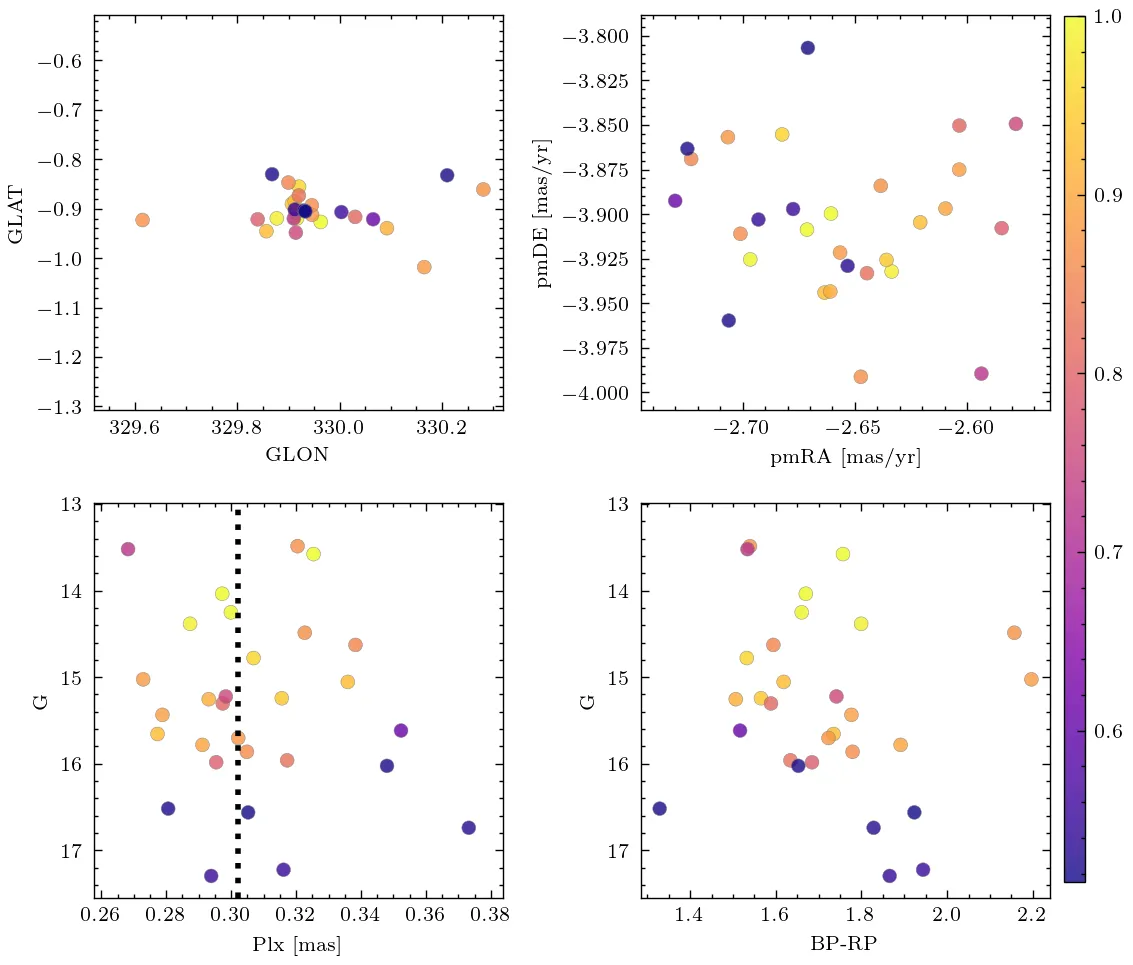 −0.6
−0.7
−0.8
−0.9
−1.0
−1.1
−1.2
−1.3
GLAT
329.6 329.8 330.0 330.2
GLON
−3.800
−3.825
−3.850
−3.875
−3.900
−3.925
−3.950
−3.975
−4.000
pmDE [mas/yr]
−2.70 −2.65 −2.60
pmRA [mas/yr]
1.0
0.9
0.8
0.7
0.6
13
14
15
16
17
G
0.26 0.28 0.30 0.32 0.34 0.36 0.38
Plx [mas]
13
14
15
16
17
G
1.4 1.6 1.8 2.0 2.2
BP-RP